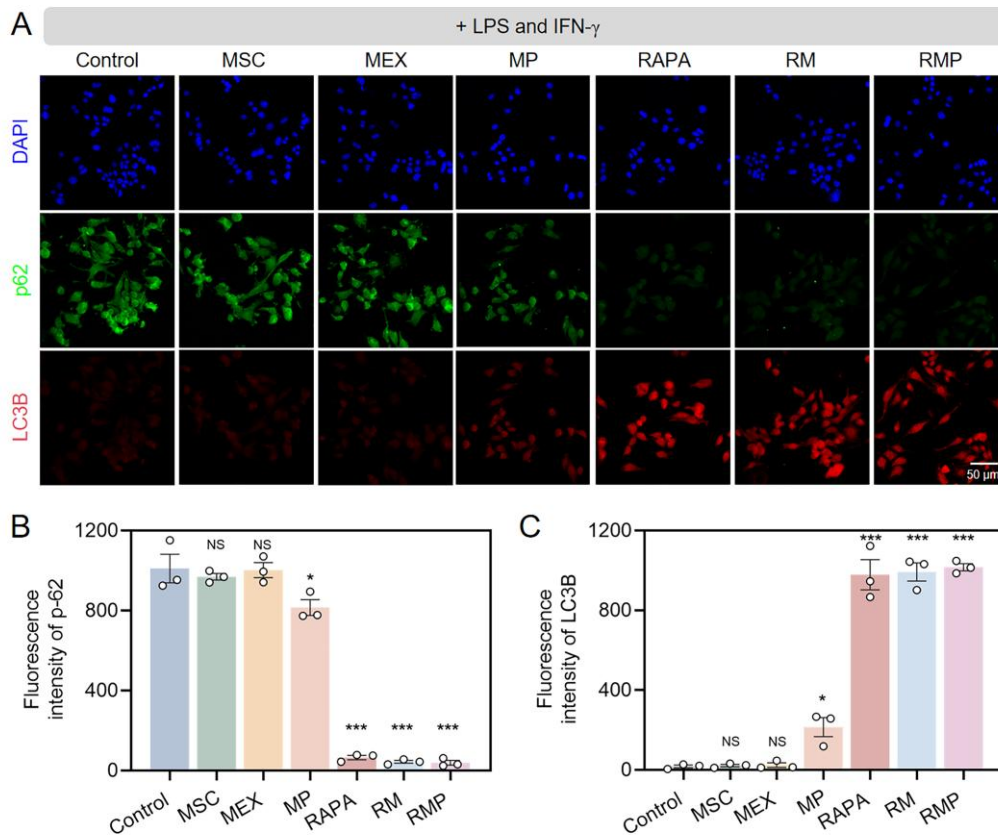 A
+ LPS and IFN-γ
Control MSC MEX MP RAPA RM RMP
DAPI
p62
LC3B
50 μm
B
Fluorescence
intensity of p-62
1200
800
400
0
NS NS * *** *** ***
Control MSC MEX MP RAPA RM RMP
C
Fluorescence
intensity of LC3B
1200
800
400
0
NS NS * *** *** ***
Control MSC MEX MP RAPA RM RMP